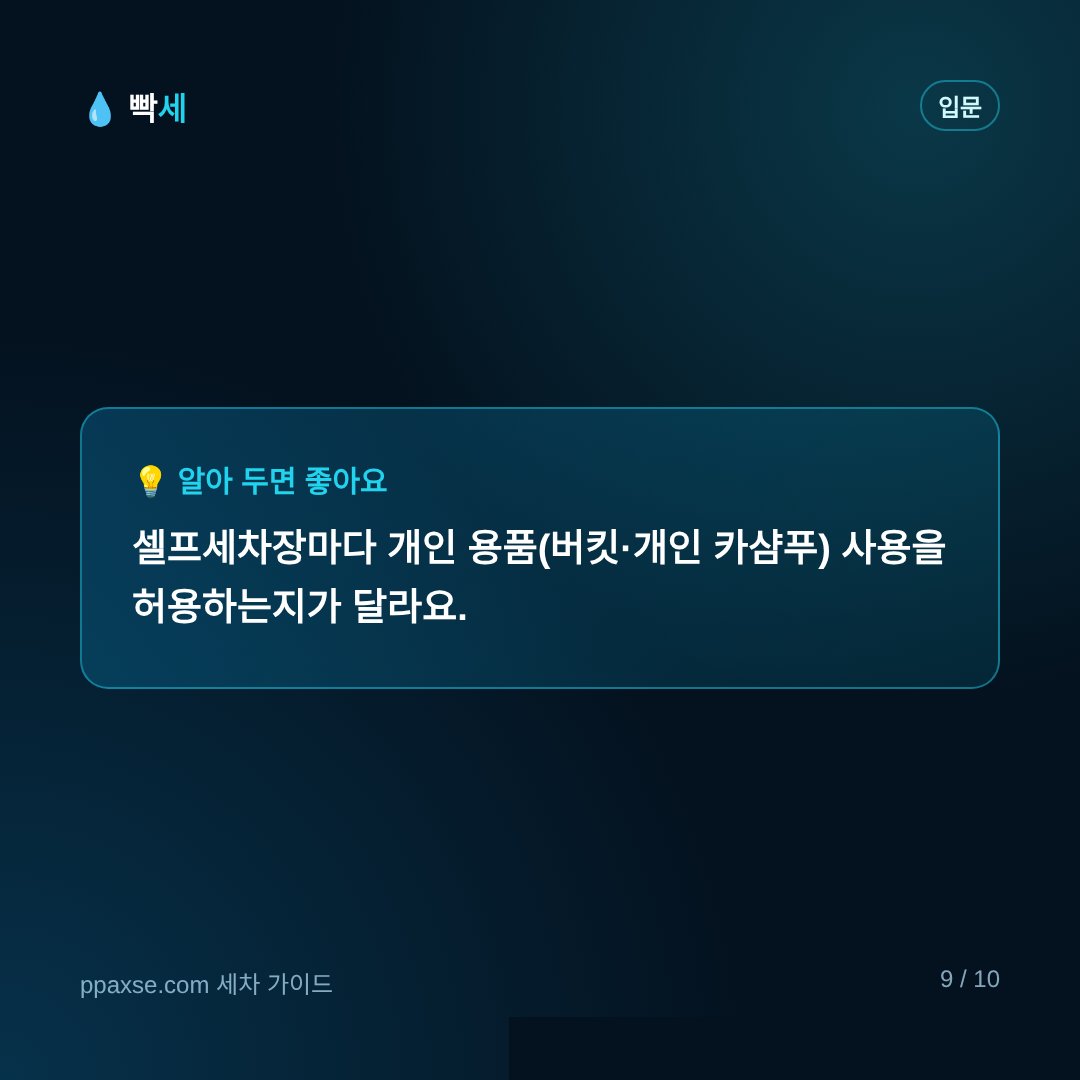 💧 빡세
입문
💡 알아 두면 좋아요
셀프세차장마다 개인 용품(버킷·개인 카샴푸) 사용을
허용하는지가 달라요.
ppaxse.com 세차 가이드
9 / 10